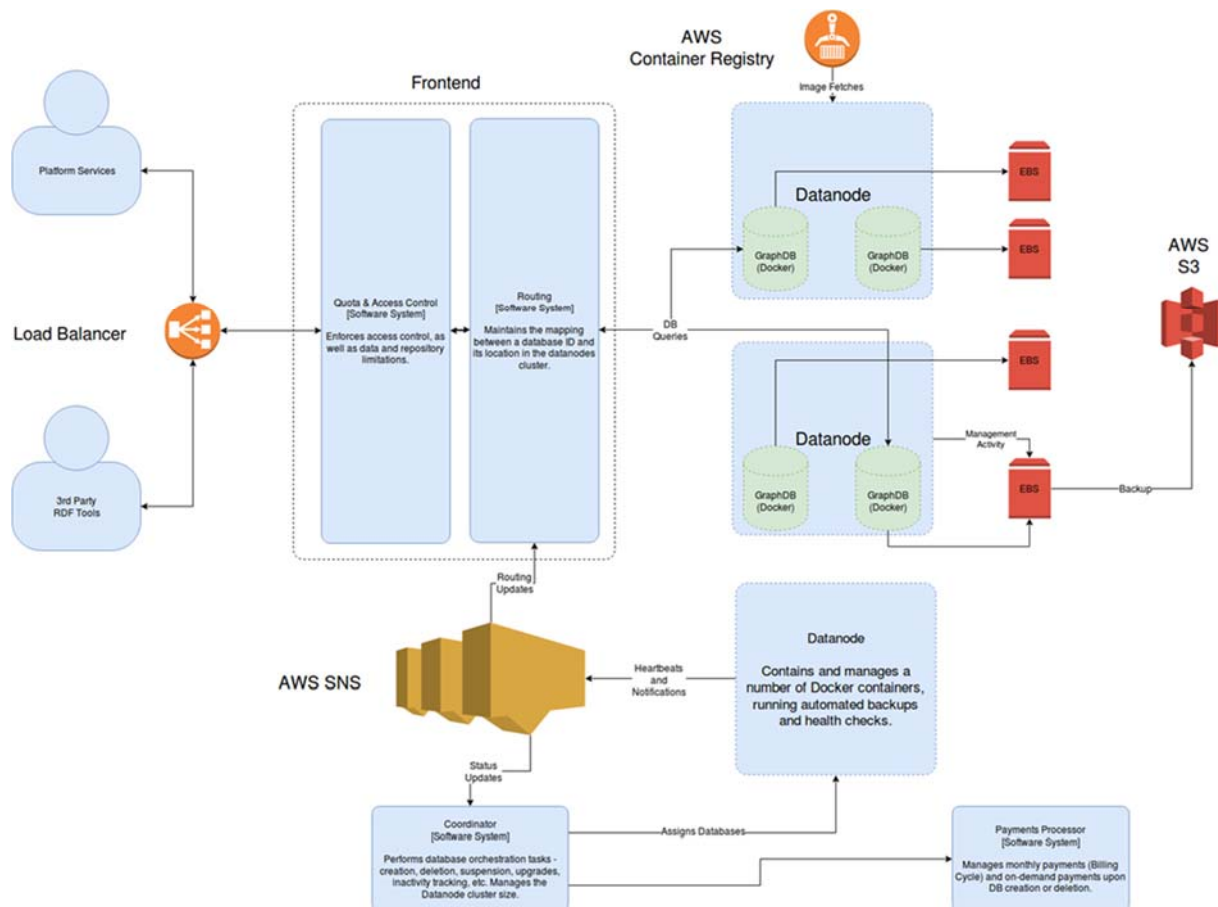 AWS
Container Registry
Image Fetches
Frontend
Platform Services
Load Balancer
3rd Party
RDF Tools
Quota & Access Control
[Software System]
Enforces access control, as
well as data and repository
limitations.
Routing
[Software System]
Maintains the mapping
between a database ID and
its location in the datanodes
cluster.
DB
Queries
Datanode
GraphDB
(Docker)
GraphDB
(Docker)
EBS
EBS
AWS
S3
Datanode
GraphDB
(Docker)
GraphDB
(Docker)
EBS
Management
Activity
EBS
Backup
Routing
Updates
AWS SNS
Heartbeats
and
Notifications
Datanode
Contains and manages a
number of Docker containers,
running automated backups
and health checks.
Status
Updates
Coordinator
[Software System]
Performs database orchestration tasks -
creation, deletion, suspension, upgrades,
inactivity tracking, etc. Manages the
Datanode cluster size.
Assigns Databases
Payments Processor
[Software System]
Manages monthly payments (Billing
Cycle) and on-demand payments upon
DB creation or deletion.